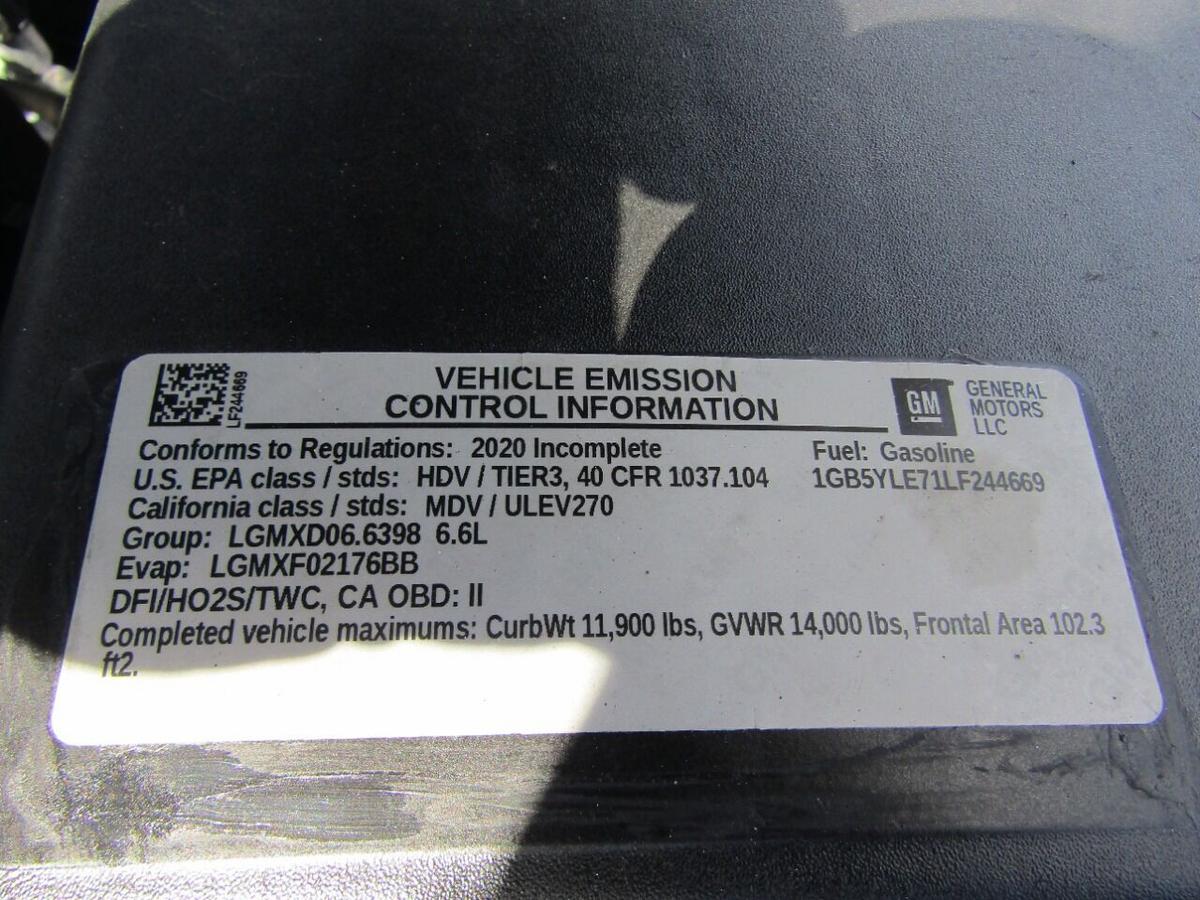 LF244669
VEHICLE EMISSION
CONTROL INFORMATION
GM
GENERAL
MOTORS
LLC
Conforms to Regulations: 2020 Incomplete
Fuel: Gasoline
U.S. EPA class / stds: HDV / TIER3, 40 CFR 1037.104
1GB5YLE71LF244669
California class / stds: MDV / ULEV270
Group: LGMXD06.6398 6.6L
Evap: LGMXF02176BB
DFI/HO2S/TWC, CA OBD: II
Completed vehicle maximums: CurbWt 11,900 lbs, GVWR 14,000 lbs, Frontal Area 102.3
ft2.